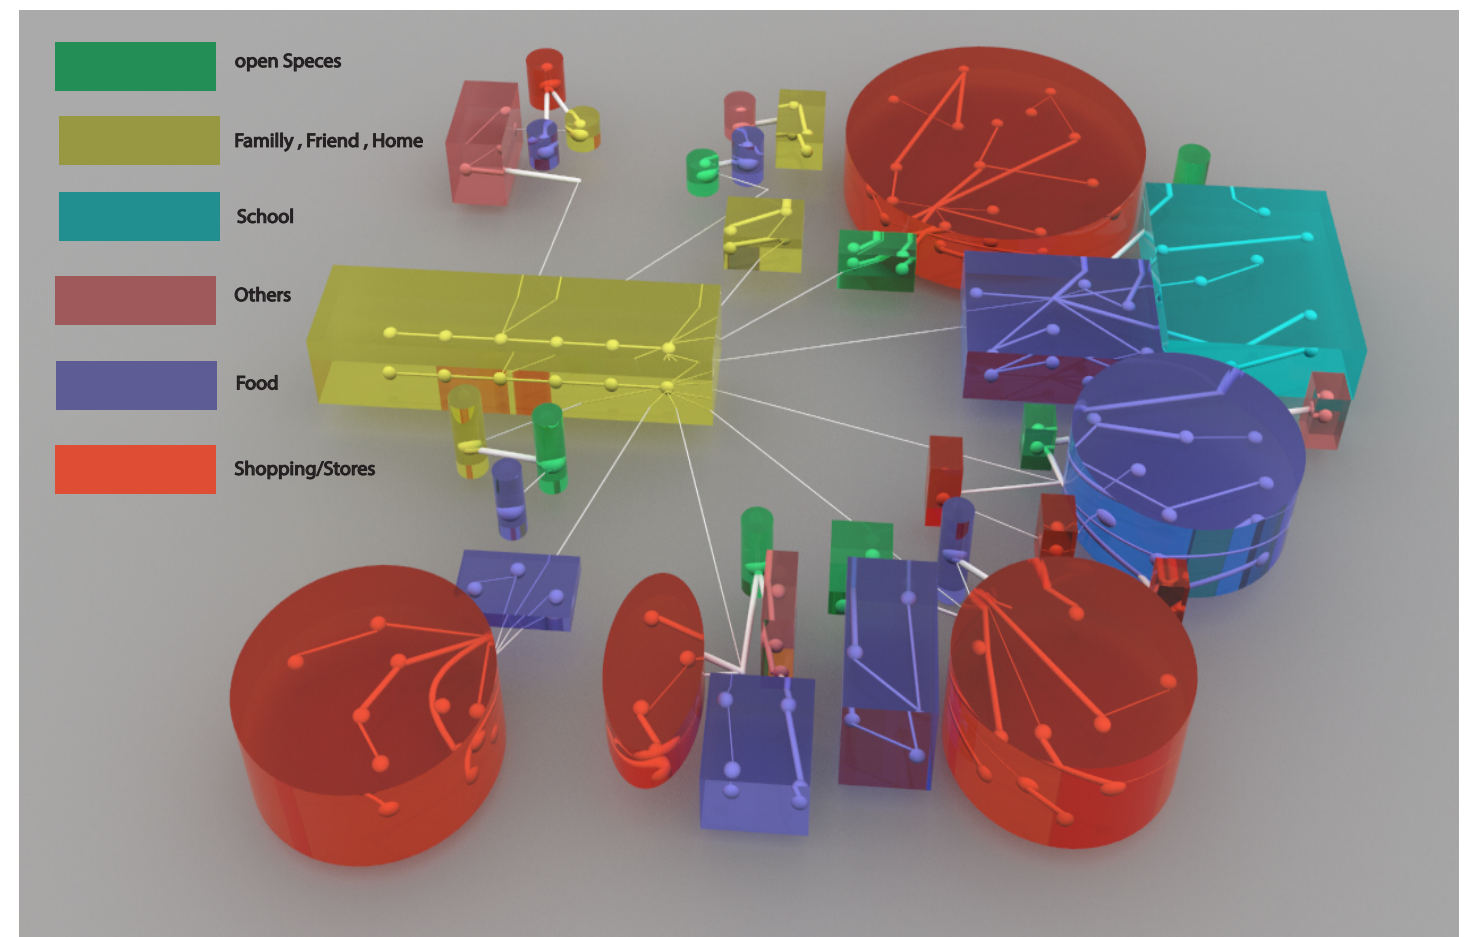 open Speces
Familly , Friend , Home
School
Others
Food
Shopping/Stores